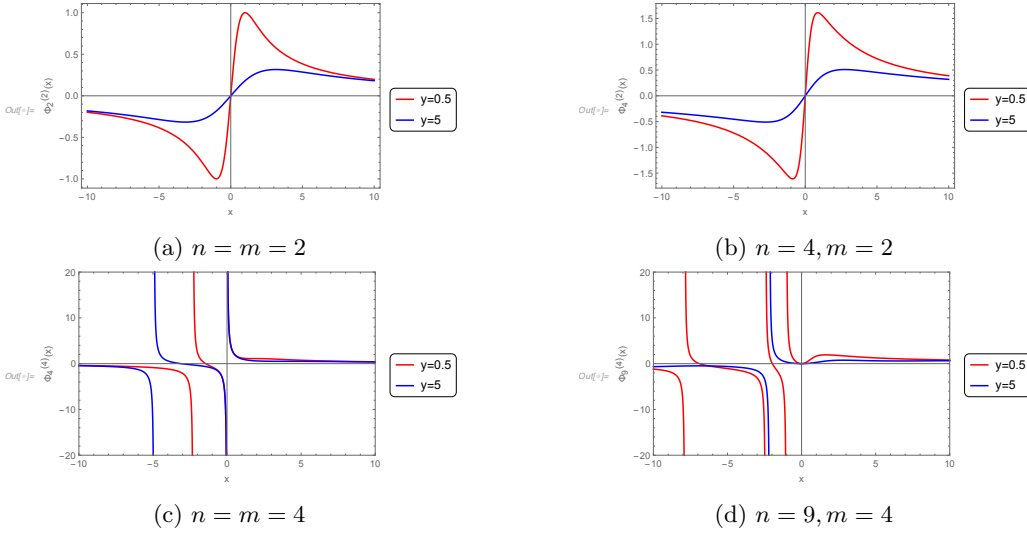 1.0
0.5
0.0
-0.5
-1.0
-10
-5
0
5
10
x
Φ₂⁽²⁾(x)
Out[◦]=
y=0.5
y=5
(a) n = m = 2
1.5
1.0
0.5
0.0
-0.5
-1.0
-1.5
-10
-5
0
5
10
x
Φ₄⁽²⁾(x)
Out[◦]=
y=0.5
y=5
(b) n = 4, m = 2
20
10
0
-10
-20
-10
-5
0
5
10
x
Φ₄⁽⁴⁾(x)
Out[◦]=
y=0.5
y=5
(c) n = m = 4
20
10
0
-10
-20
-10
-5
0
5
10
x
Φ₉⁽⁴⁾(x)
Out[◦]=
y=0.5
y=5
(d) n = 9, m = 4